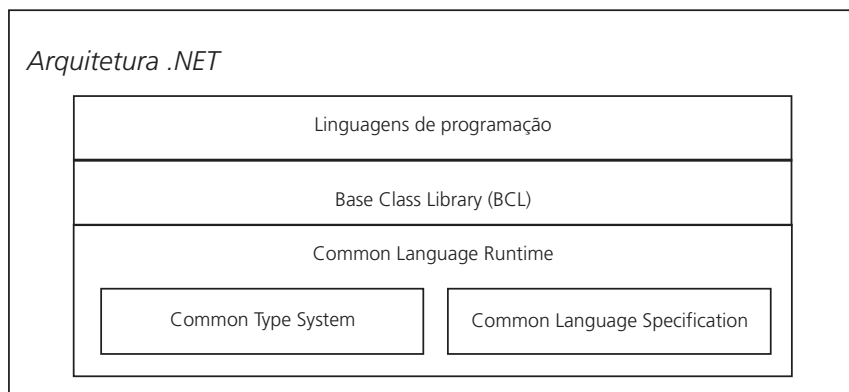 Arquitetura .NET
Linguagens de programação
Base Class Library (BCL)
Common Language Runtime
Common Type System
Common Language Specification